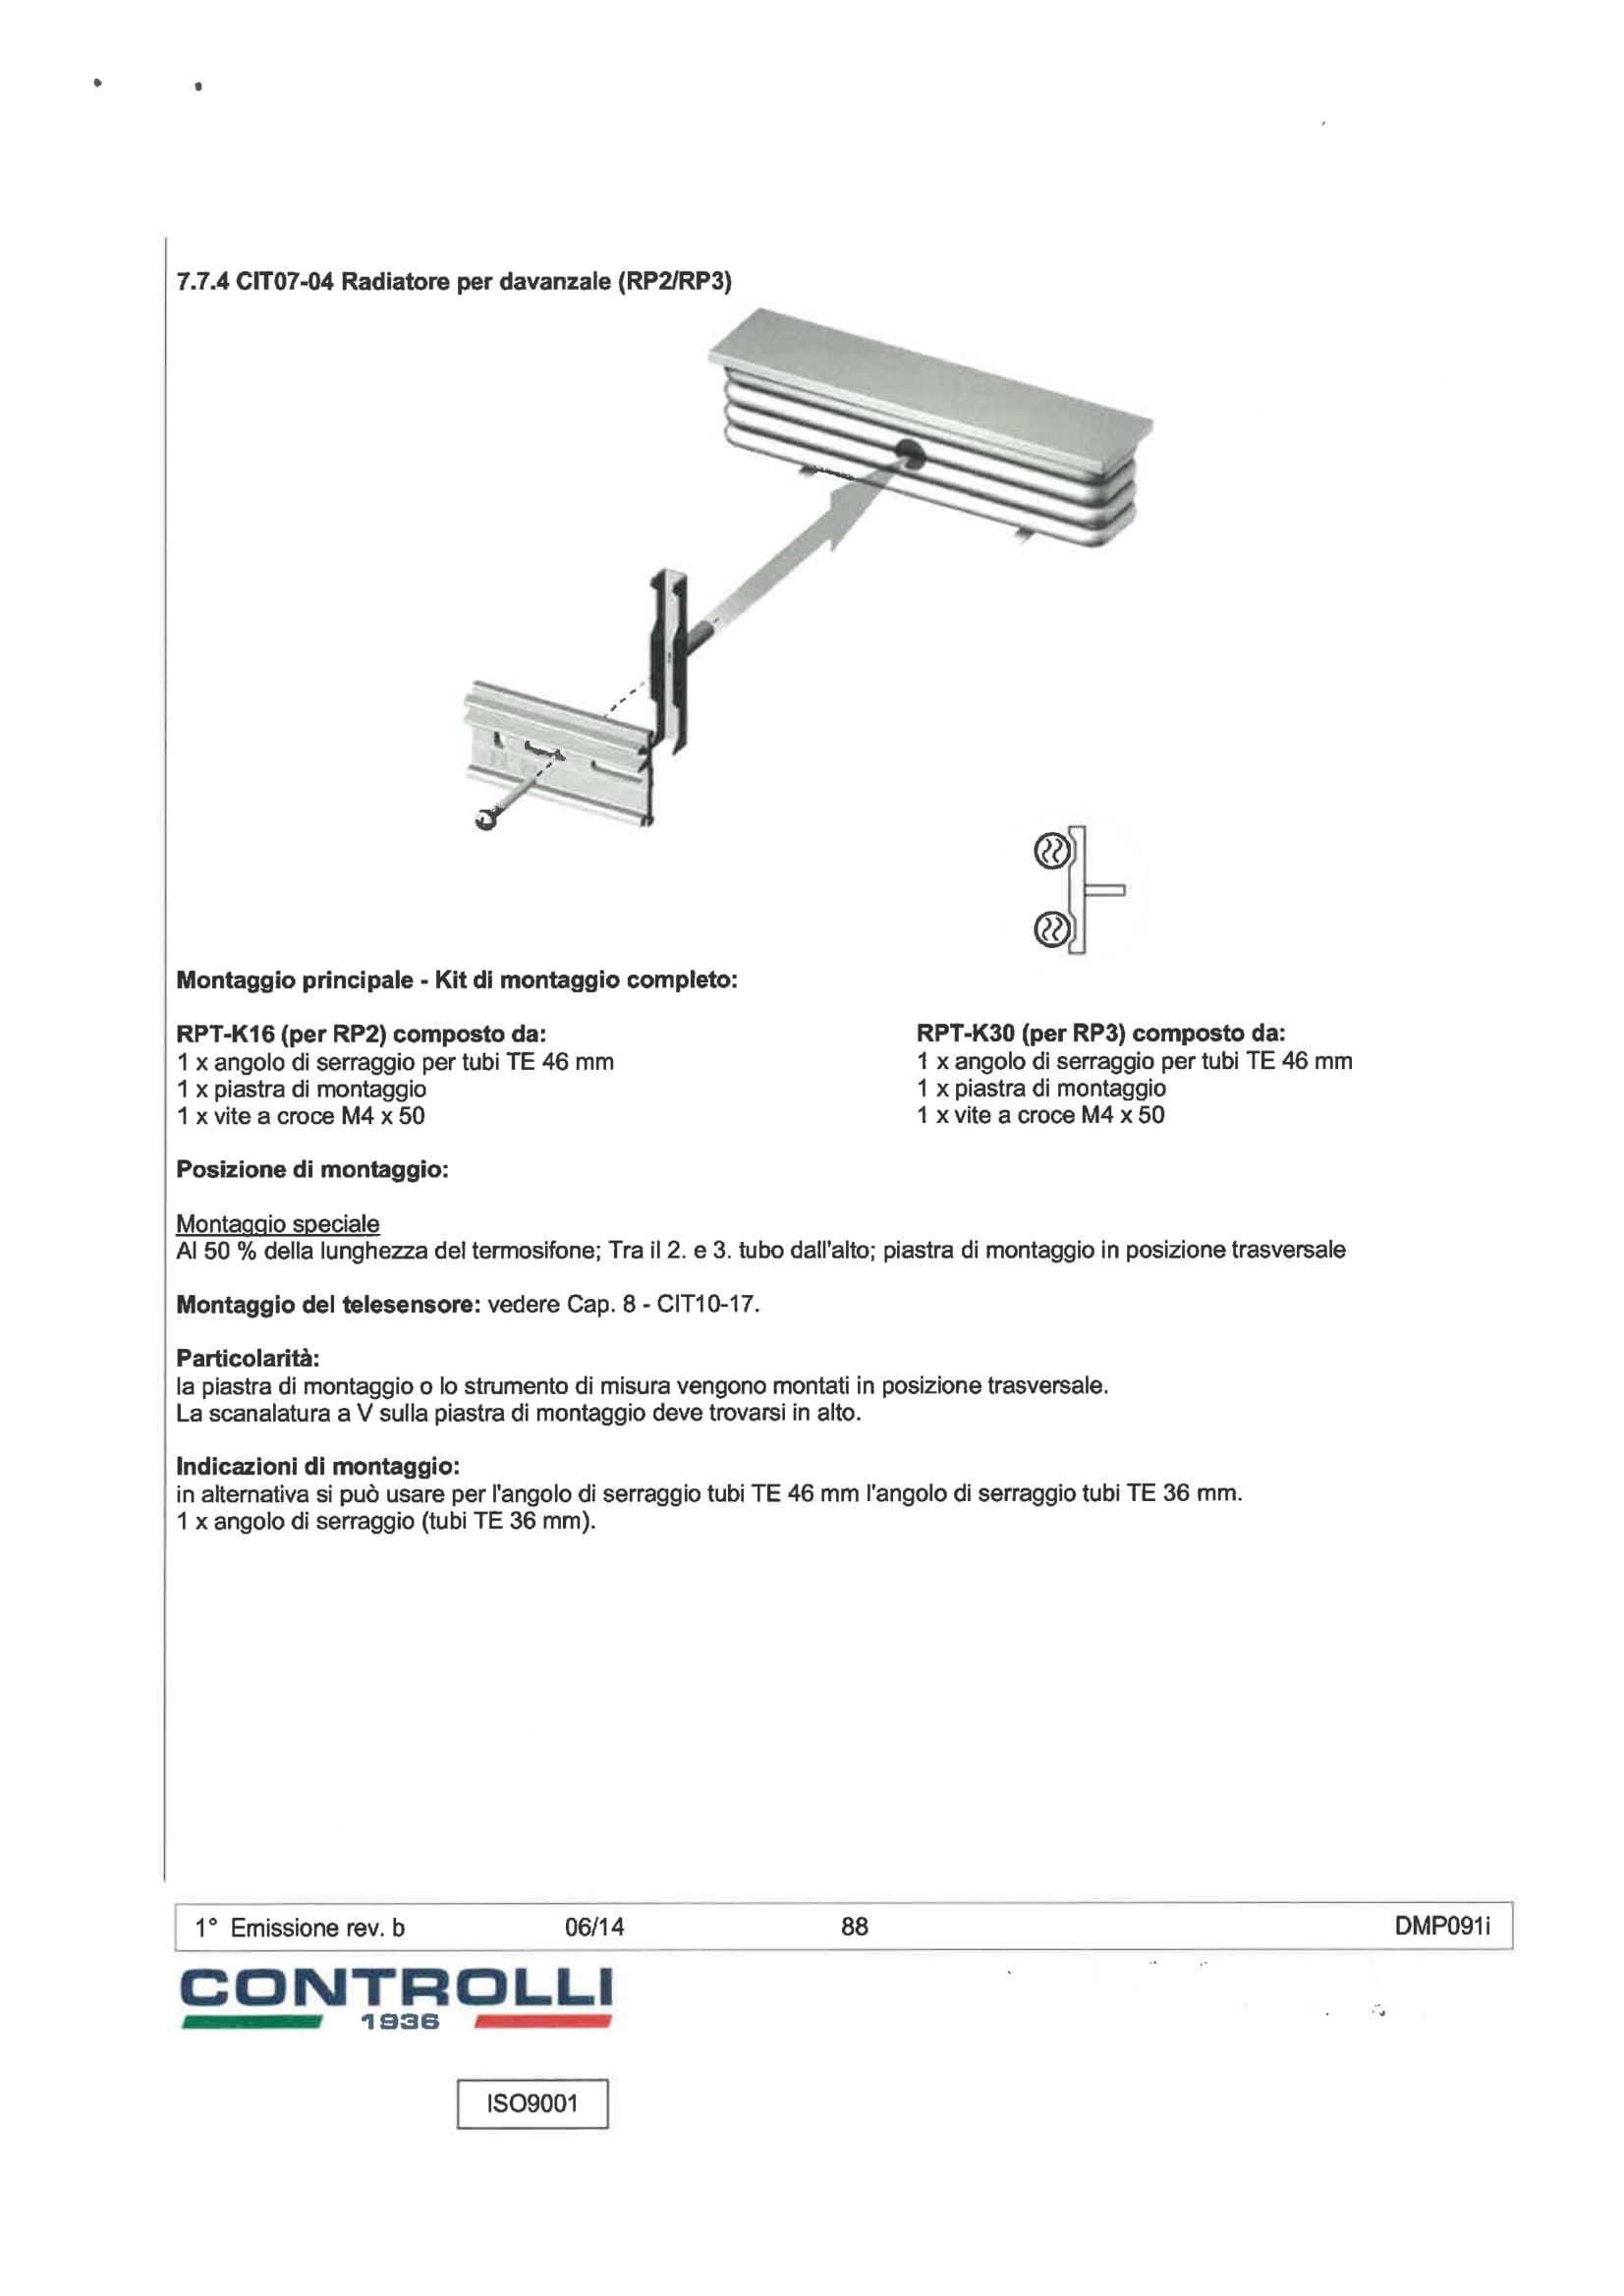 7.7.4 CIT07-04 Radiatore per davanzale (RP2/RP3)
Montaggio principale - Kit di montaggio completo:
RPT-K16 (per RP2) composto da:
1 x angolo di serraggio per tubi TE 46 mm
1 x piastra di montaggio
1 x vite a croce M4 x 50
RPT-K30 (per RP3) composto da:
1 x angolo di serraggio per tubi TE 46 mm
1 x piastra di montaggio
1 x vite a croce M4 x 50
Posizione di montaggio:
Montaggio speciale
Al 50 % della lunghezza del termosifone; Tra il 2. e 3. tubo dall'alto; piastra di montaggio in posizione trasversale
Montaggio del telesensore: vedere Cap. 8 - CIT10-17.
Particolarità:
la piastra di montaggio o lo strumento di misura vengono montati in posizione trasversale.
La scanalatura a V sulla piastra di montaggio deve trovarsi in alto.
Indicazioni di montaggio:
in alternativa si può usare per l'angolo di serraggio tubi TE 46 mm l'angolo di serraggio tubi TE 36 mm.
1 x angolo di serraggio (tubi TE 36 mm).
1° Emissione rev. b 06/14 88 DMP091i
CONTROLLI
1936
ISO9001